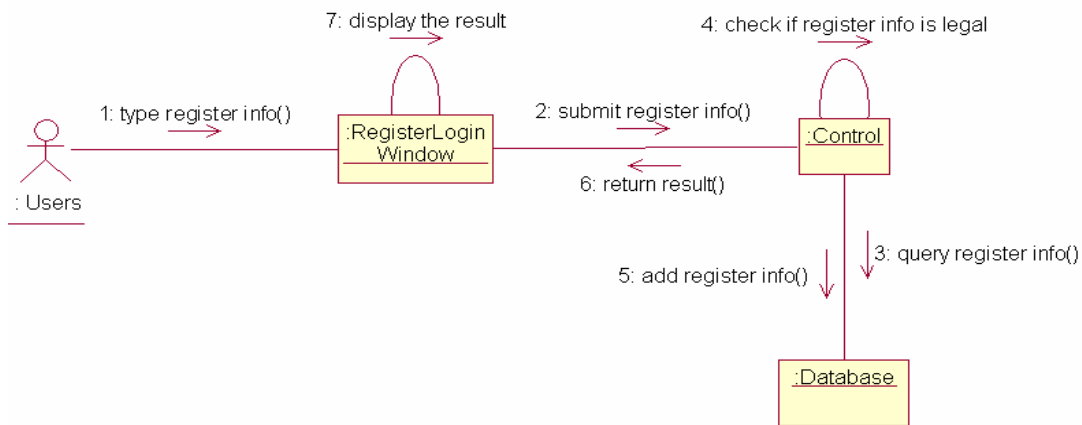 7: display the result
4: check if register info is legal
1: type register info()
2: submit register info()
:RegisterLogin
Window
:Control
6: return result()
: Users
3: query register info()
5: add register info()
:Database